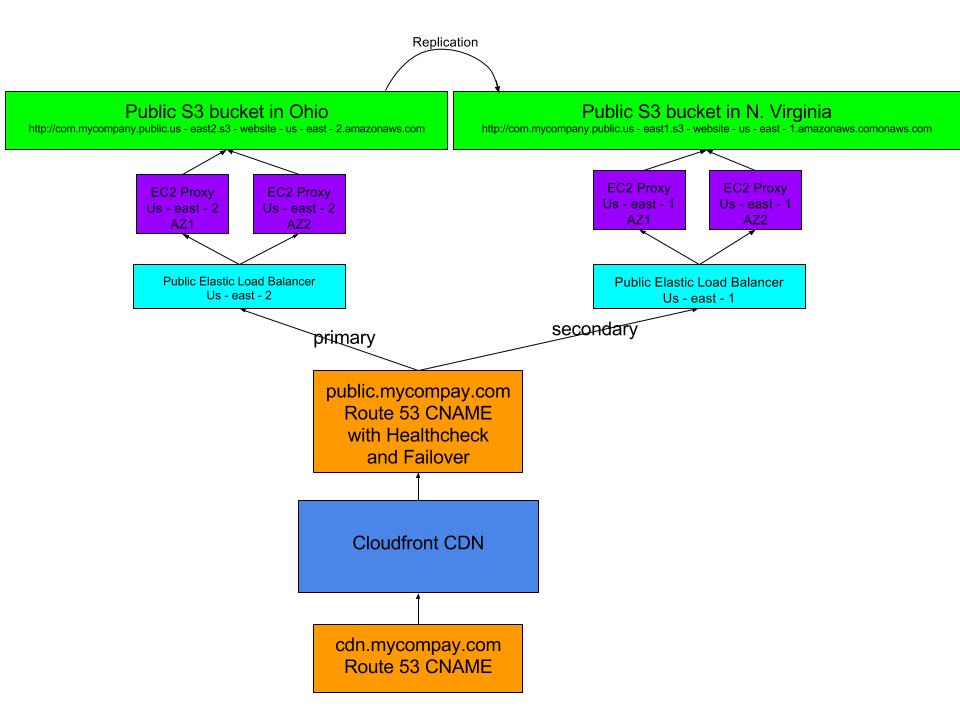 Replication
Public S3 bucket in Ohio
http://com.mycompany.public.us - east2.s3 - website - us - east - 2.amazonaws.com
Public S3 bucket in N. Virginia
http://com.mycompany.public.us - east1.s3 - website - us - east - 1.amazonaws.comonaws.com
EC2 Proxy
Us - east - 2
AZ1
EC2 Proxy
Us - east - 2
AZ2
EC2 Proxy
Us - east - 1
AZ1
EC2 Proxy
Us - east - 1
AZ2
Public Elastic Load Balancer
Us - east - 2
Public Elastic Load Balancer
Us - east - 1
primary
secondary
public.mycompay.com
Route 53 CNAME
with Healthcheck
and Failover
Cloudfront CDN
cdn.mycompay.com
Route 53 CNAME